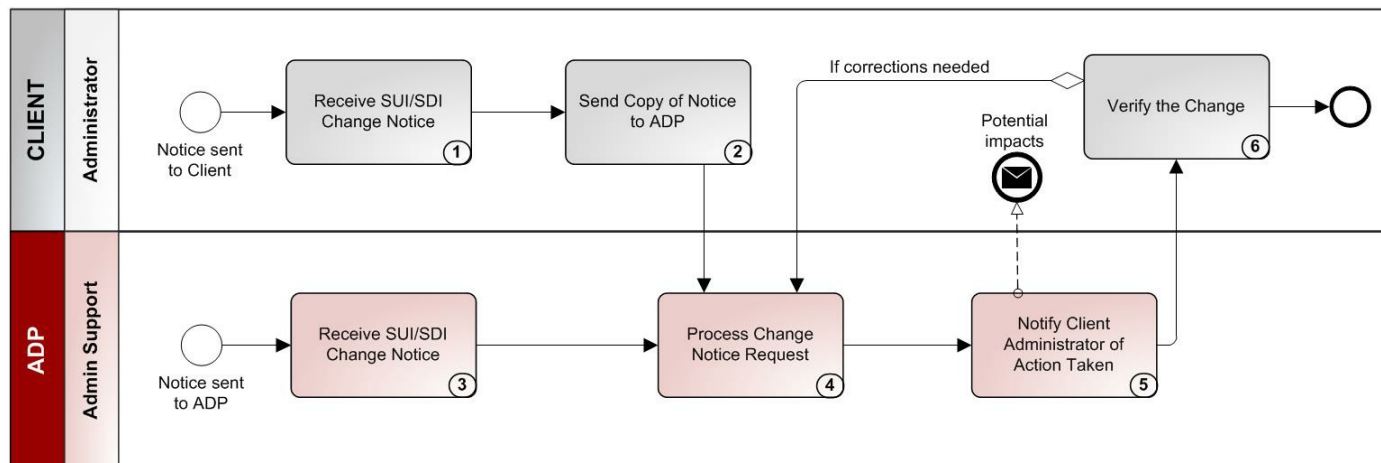 CLIENT
Administrator
Notice sent
to Client
Receive SUI/SDI
Change Notice
1
Send Copy of Notice
to ADP
2
If corrections needed
Potential
impacts
Verify the Change
6
ADP
Admin Support
Notice sent
to ADP
Receive SUI/SDI
Change Notice
3
Process Change
Notice Request
4
Notify Client
Administrator of
Action Taken
5